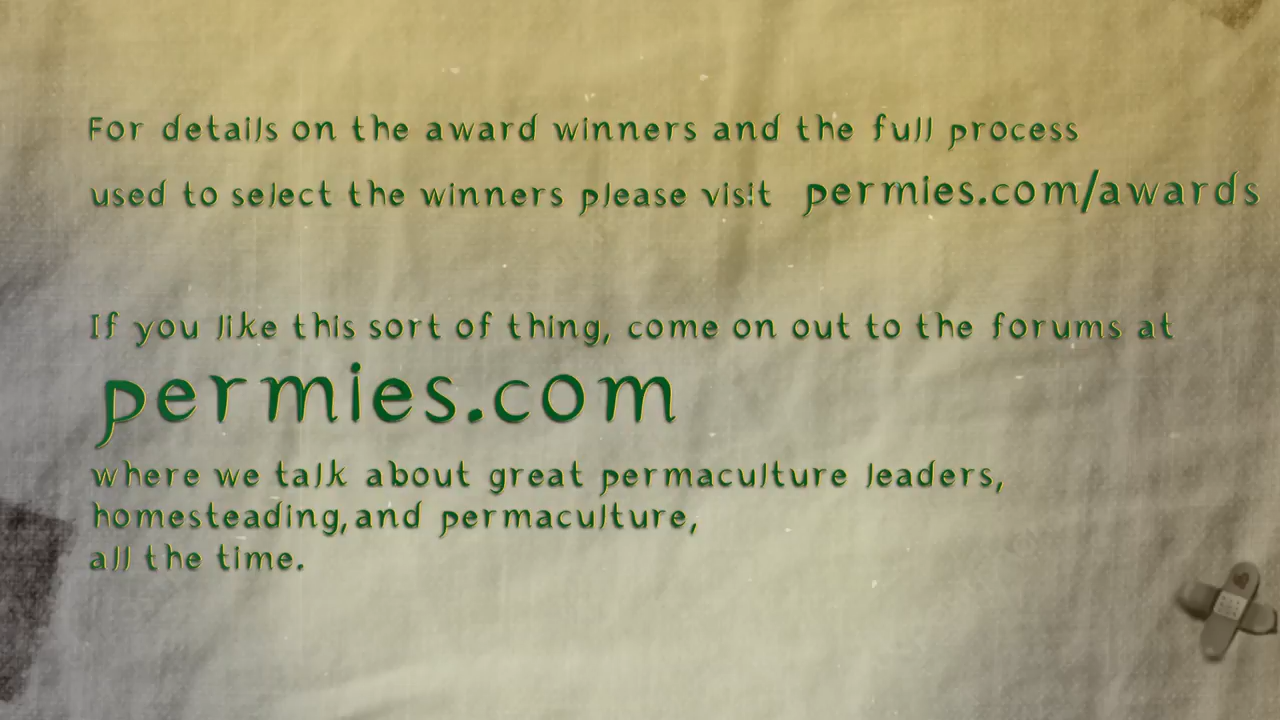 For details on the award winners and the full process
used to select the winners please visit permies.com/awards
If you like this sort of thing, come on out to the forums at
permies.com
where we talk about great permaculture leaders,
homesteading, and permaculture,
all the time.